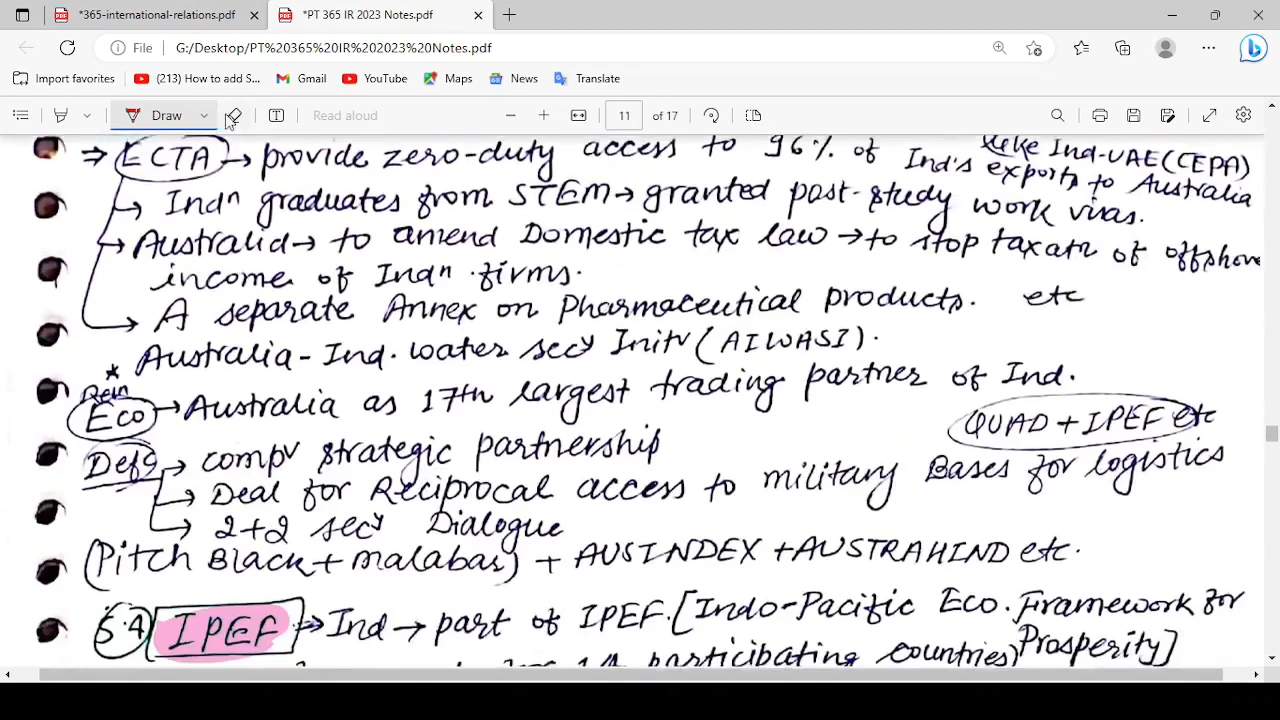 *365-international-relations.pdf
*PT 365 IR 2023 Notes.pdf
File G:/Desktop/PT%20365%20IR%202023%20Notes.pdf
Import favorites (213) How to add S... Gmail YouTube Maps News Translate
Draw Read aloud 11 of 17
⇒ ECTA → provide zero-duty access to 96% of Ind's exports to Australia
like Ind-UAE(CEPA)
→ Indⁿ graduates from STEM → granted post-study work visas.
→ Australia → to amend Domestic tax law → to stop taxatn of offshore
income of Indⁿ firms.
→ A separate Annex on Pharmaceutical products. etc
* Australia-Ind. water secy Initv (AIWASI).
Reln
Eco → Australia as 17th largest trading partner of Ind.
QUAD + IPEF etc
Defc → compv strategic partnership
→ Deal for Reciprocal access to military Bases for logistics
→ 2+2 secy Dialogue
(Pitch Black + Malabar) + AUSINDEX + AUSTRAHIND etc.
5.4 IPEF ⇒ Ind → part of IPEF. [Indo-Pacific Eco. Framework for
Prosperity]
14 participating countries)